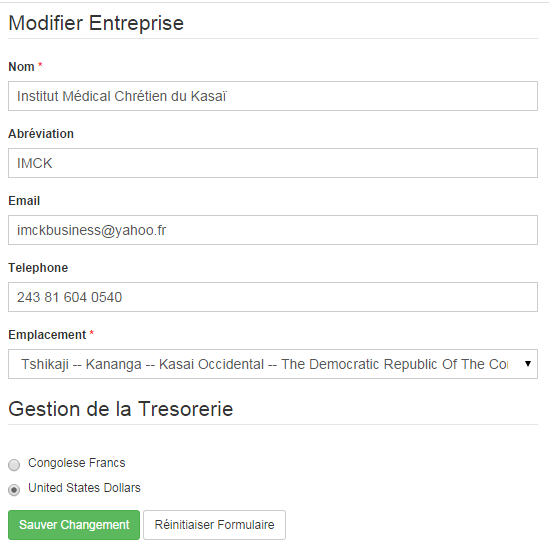 Modifier Entreprise
Nom *
Institut Médical Chrétien du Kasaï
Abréviation
IMCK
Email
imckbusiness@yahoo.fr
Telephone
243 81 604 0540
Emplacement *
Tshikaji -- Kananga -- Kasai Occidental -- The Democratic Republic Of The Con
Gestion de la Tresorerie
Congolese Francs
United States Dollars
Sauver Changement Réinitiaiser Formulaire